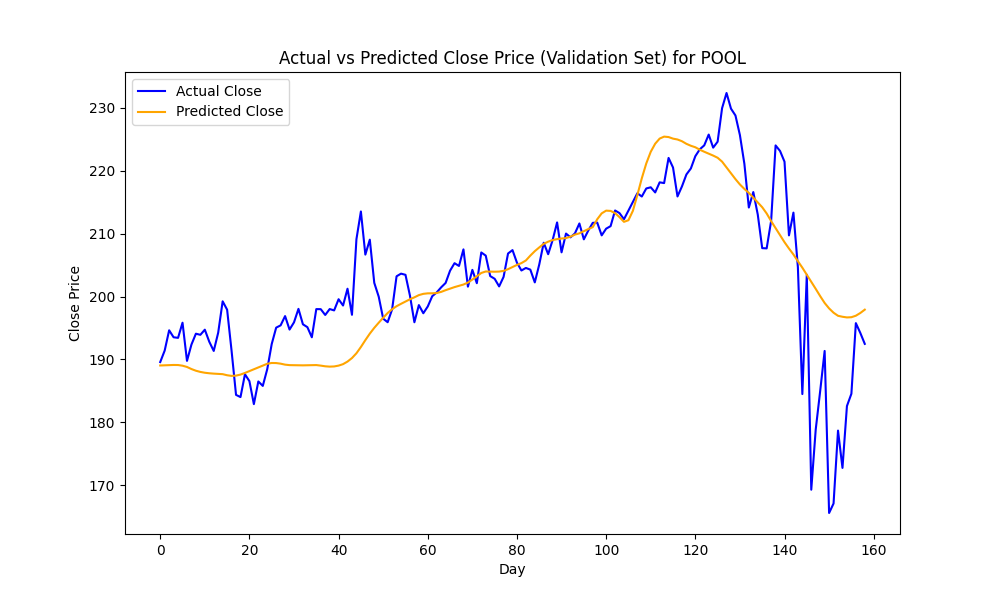 Actual vs Predicted Close Price (Validation Set) for POOL
Actual Close
Predicted Close
Close Price
230
220
210
200
190
180
170
0 20 40 60 80 100 120 140 160
Day